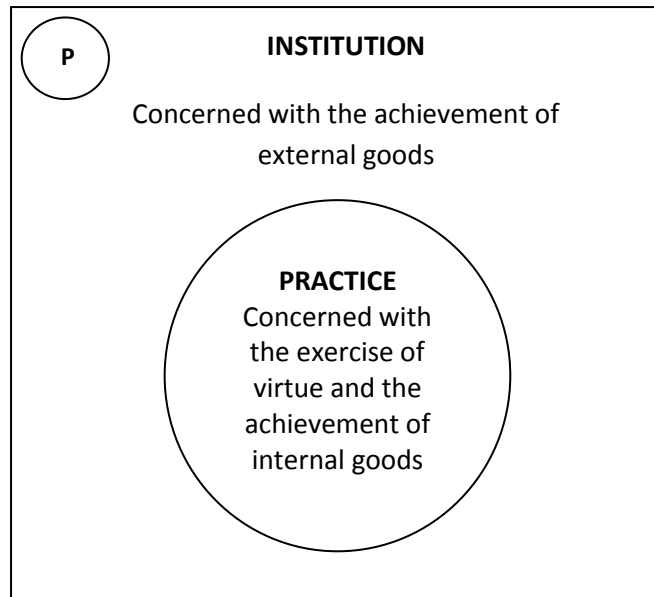 P
INSTITUTION
Concerned with the achievement of
external goods
PRACTICE
Concerned with
the exercise of
virtue and the
achievement of
internal goods